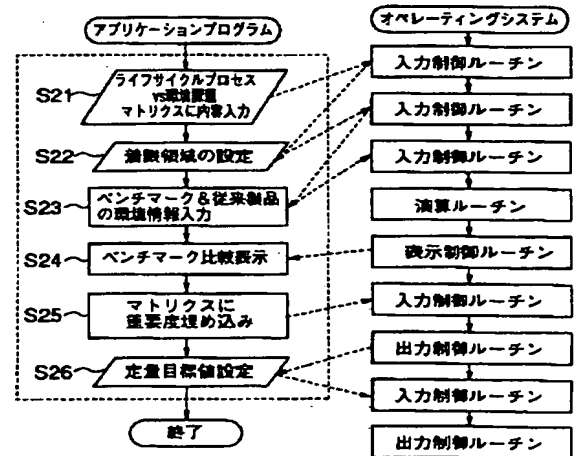 アプリケーションプログラム
S21
ライフサイクルプロセス
vs環境
マトリクスに内容入力
S22
着眼領域の設定
S23
ベンチマーク&従来製品
の環境情報入力
S24
ベンチマーク比較表示
S25
マトリクスに
重要度埋め込み
S26
定量目標値設定
終了
オペレーティングシステム
入力制御ルーチン
入力制御ルーチン
入力制御ルーチン
演算ルーチン
表示制御ルーチン
入力制御ルーチン
出力制御ルーチン
入力制御ルーチン
出力制御ルーチン